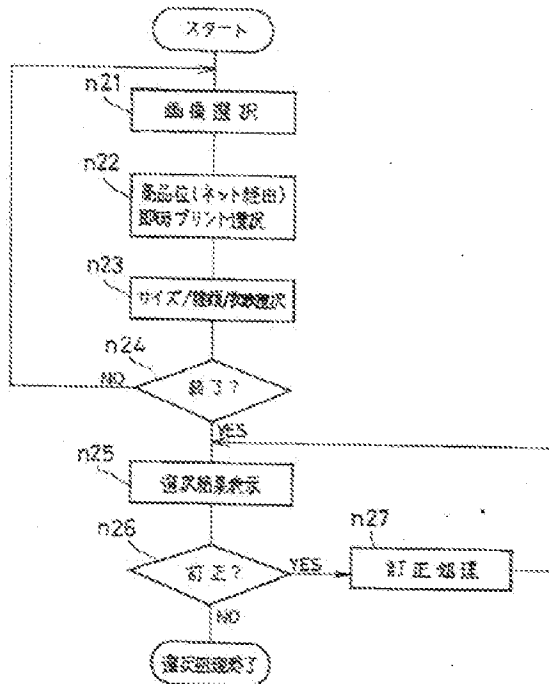 スタート
n21
画像選択
n22
高品位(ネット経由)
即時プリント選択
n23
サイズ/種類/枚数選択
n24
終了?
NO
YES
n25
選択結果表示
n26
訂正?
YES
n27
訂正処理
NO
選択処理終了